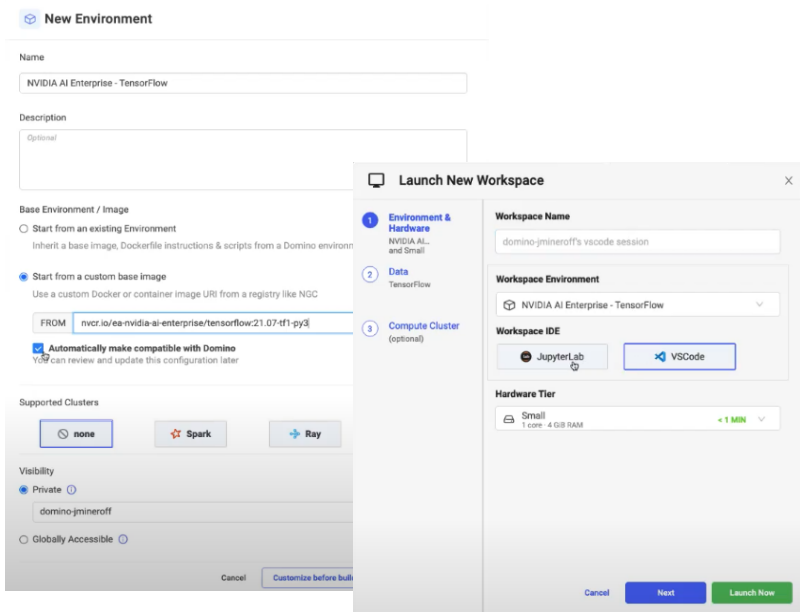 New Environment
Name
NVIDIA AI Enterprise - TensorFlow
Description
Optional
Base Environment / Image
Start from an existing Environment
Inherit a base image, Dockerfile instructions & scripts from a Domino environm
Start from a custom base image
Use a custom Docker or container image URI from a registry like NGC
FROM nvcr.io/ea-nvidia-ai-enterprise/tensorflow:21.07-tf1-py3
Automatically make compatible with Domino
You can review and update this configuration later
Supported Clusters
none Spark Ray
Visibility
Private
domino-jmineroff
Globally Accessible
Cancel Customize before buil
Launch New Workspace
1 Environment &
Hardware
NVIDIA AI...
and Small
2 Data
TensorFlow
3 Compute Cluster
(optional)
Workspace Name
domino-jmineroff's vscode session
Workspace Environment
NVIDIA AI Enterprise - TensorFlow
Workspace IDE
JupyterLab VSCode
Hardware Tier
Small
1 core · 4 GiB RAM
< 1 MIN
Cancel Next Launch Now